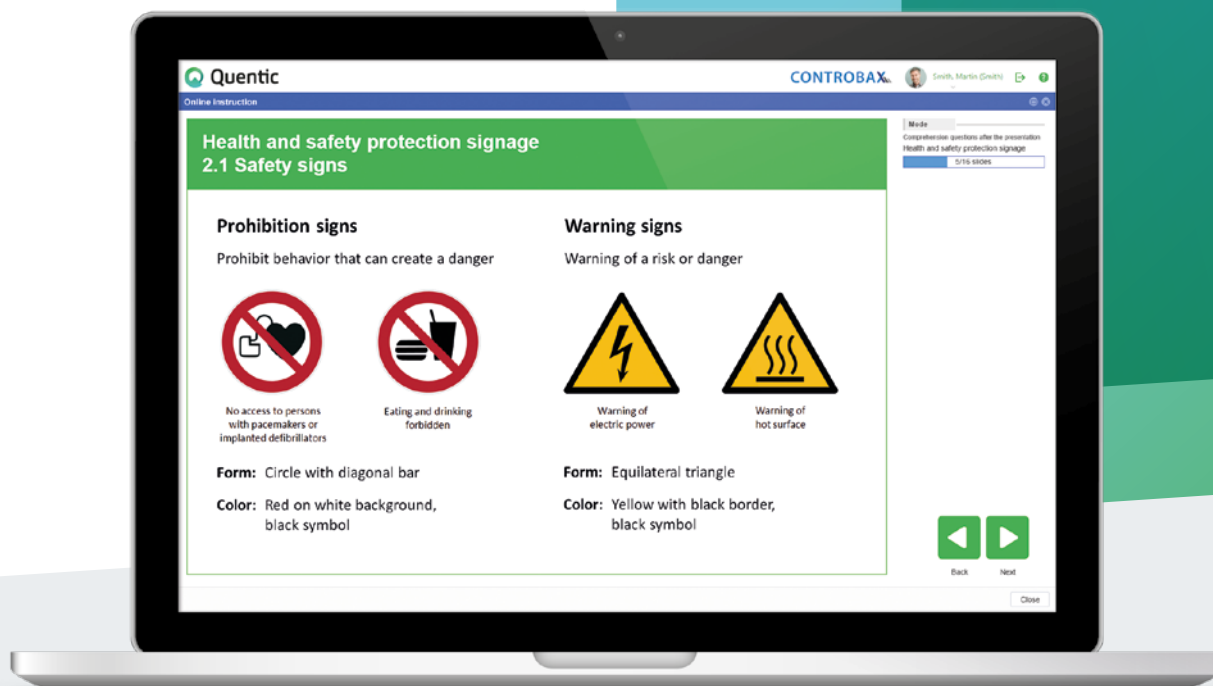 Quentic
CONTROBAX
Smith, Martin (Smith)
Online Instruction
Health and safety protection signage
2.1 Safety signs
Prohibition signs
Prohibit behavior that can create a danger
No access to persons
with pacemakers or
implanted defibrillators
Eating and drinking
forbidden
Form: Circle with diagonal bar
Color: Red on white background,
black symbol
Warning signs
Warning of a risk or danger
Warning of
electric power
Warning of
hot surface
Form: Equilateral triangle
Color: Yellow with black border,
black symbol
Mode
Comprehension questions after the presentation
Health and safety protection signage
5/16 slides
Back
Next
Close